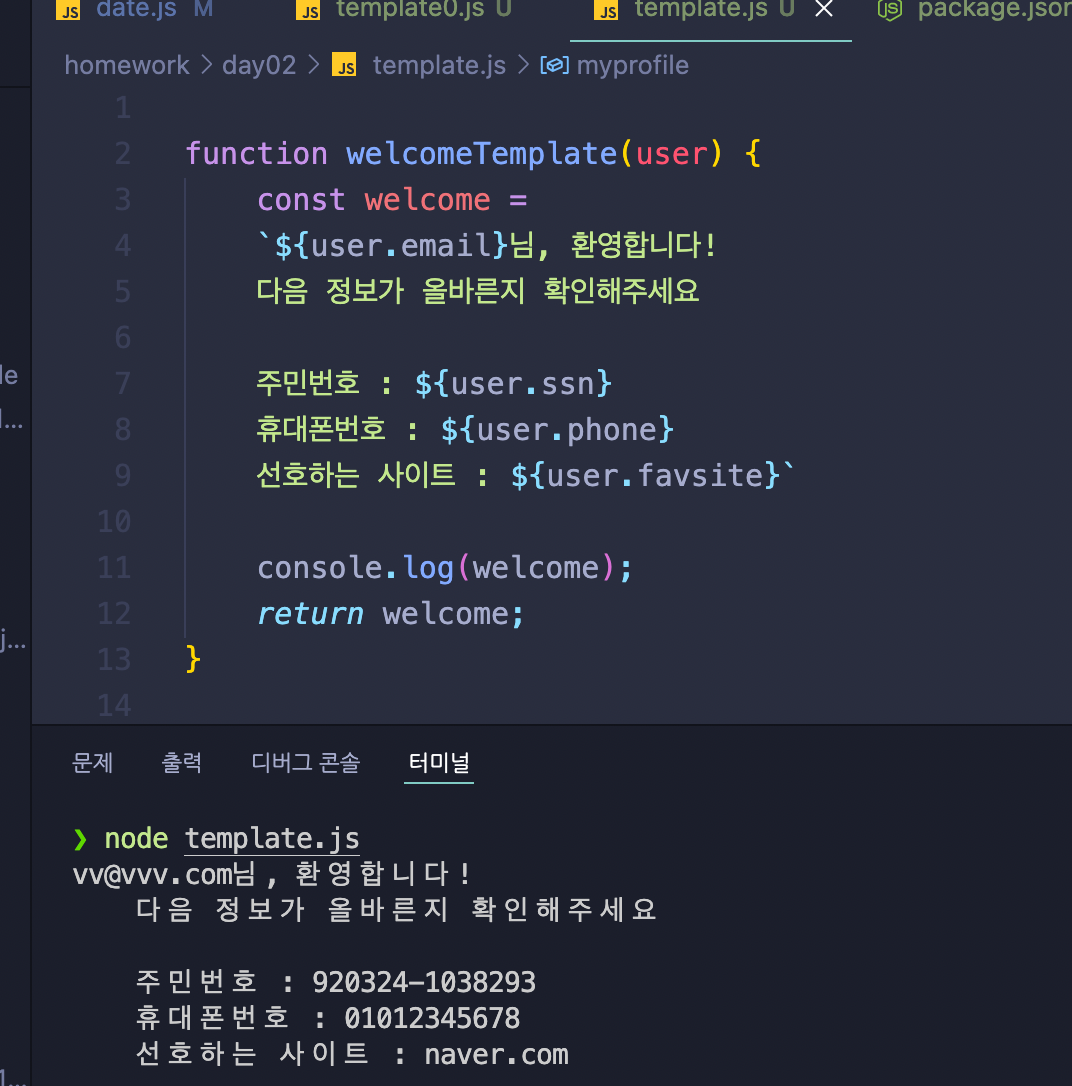 JS date.js M JS template0.js U JS template.js U JS package.jsor
homework > day02 > JS template.js > myprofile
1
2 function welcomeTemplate(user) {
3 const welcome =
4 `${user.email}님, 환영합니다!
5 다음 정보가 올바른지 확인해주세요
6
7 주민번호 : ${user.ssn}
8 휴대폰번호 : ${user.phone}
9 선호하는 사이트 : ${user.favsite}`
10
11 console.log(welcome);
12 return welcome;
13 }
14
문제 출력 디버그 콘솔 터미널
❯ node template.js
vv@vvv.com님, 환영합니다!
다음 정보가 올바른지 확인해주세요
주민번호 : 920324-1038293
휴대폰번호 : 01012345678
선호하는 사이트 : naver.com